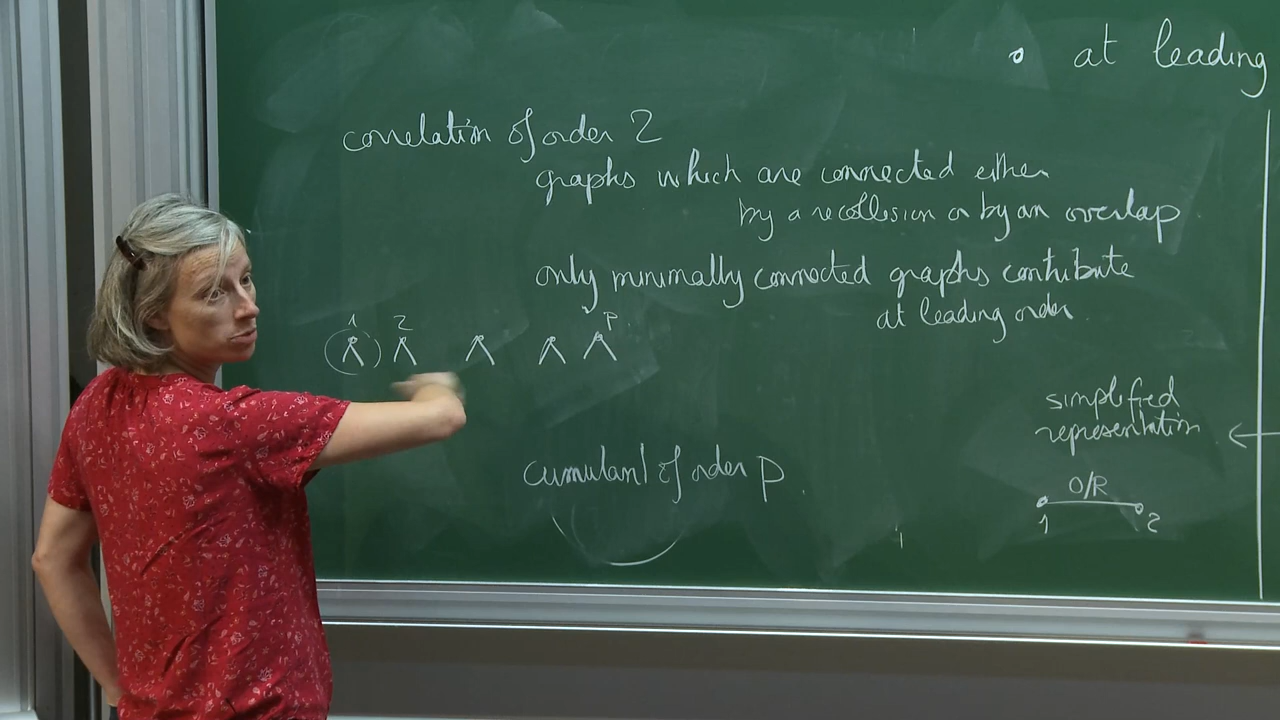 at leading
correlation of order 2
graphs which are connected either
by a recollision or by an overlap
only minimally connected graphs contribute
at leading order
1 2 p
simplified
representation
cumulant of order p.
O/R
1 2